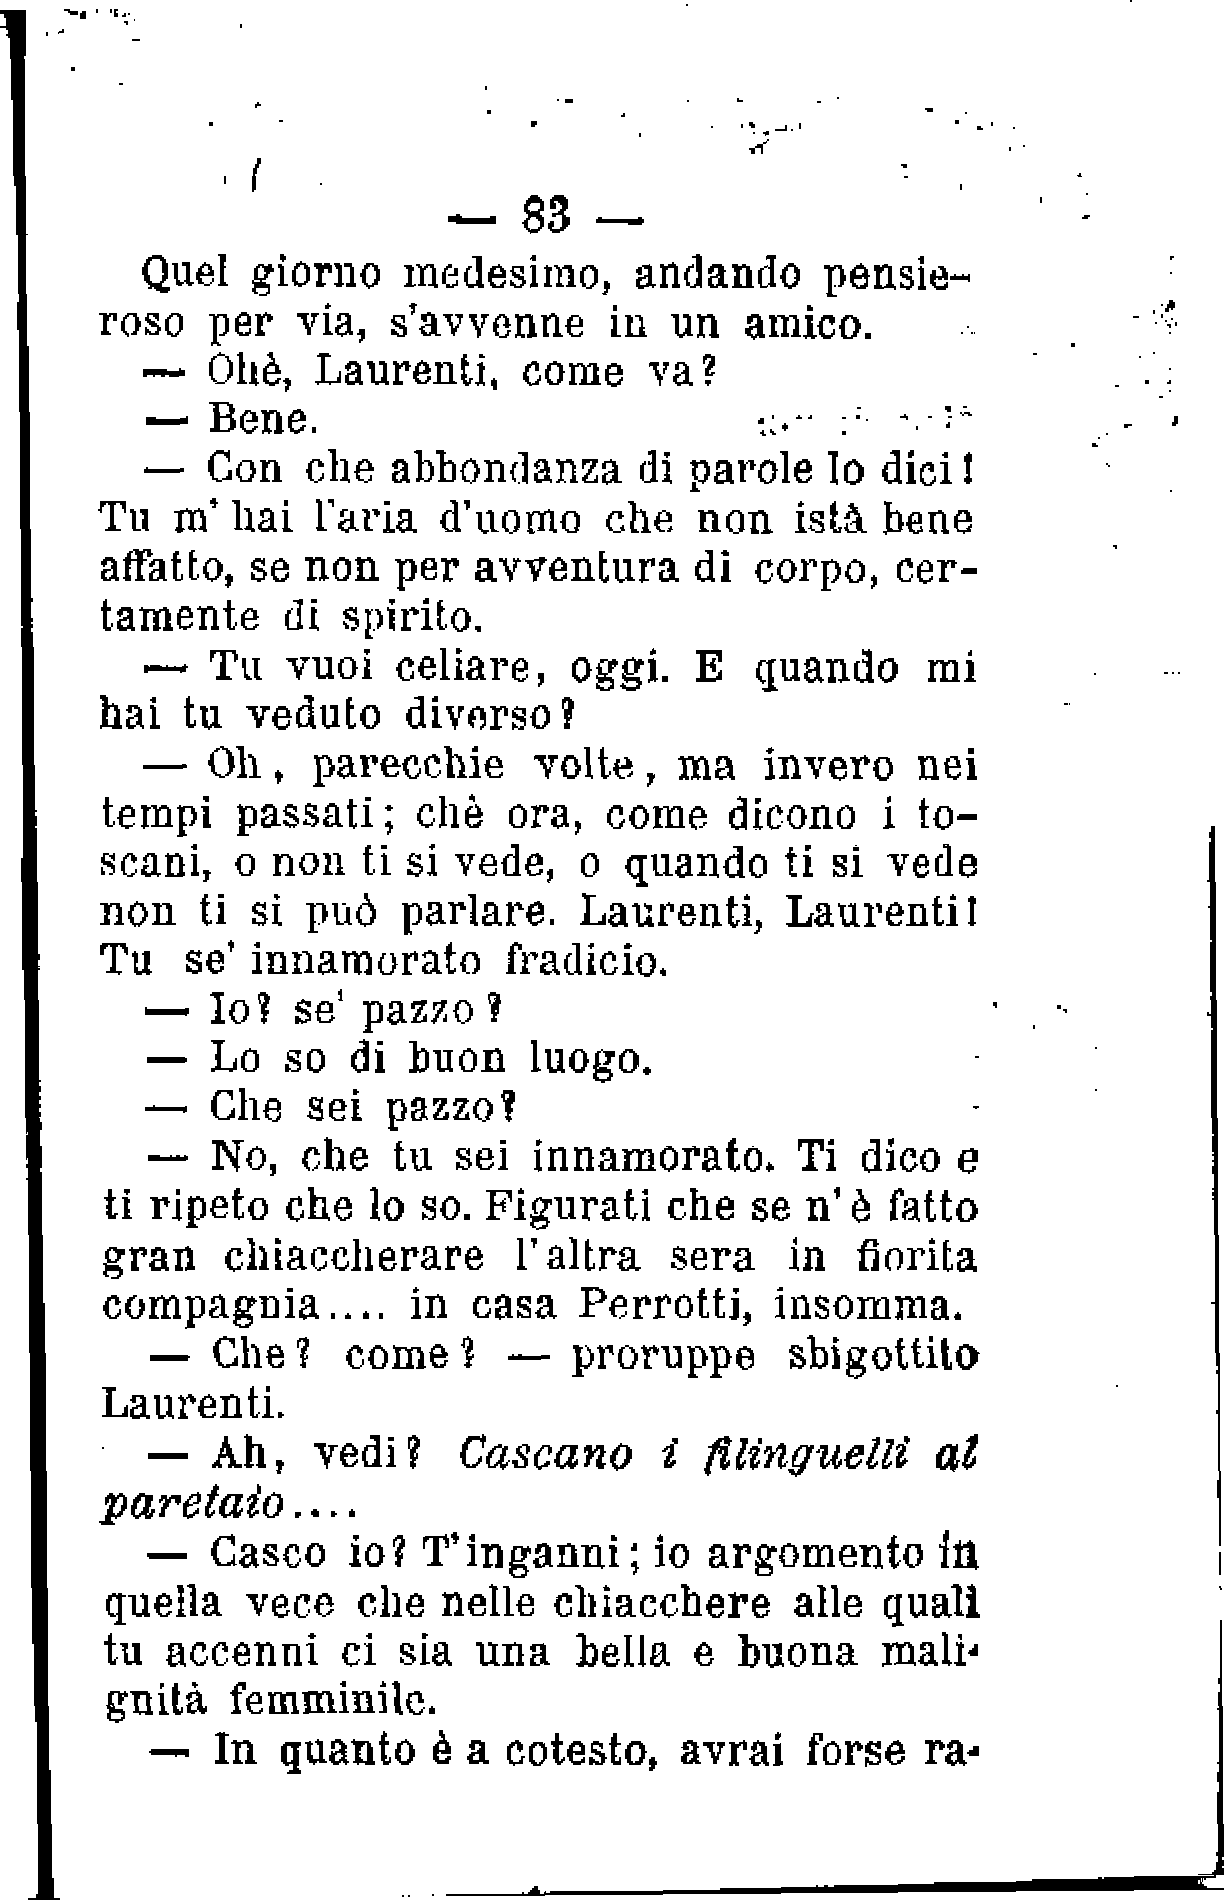 — 83 —
Quel giorno medesimo, andando pensie-
roso per via, s'avvenne in un amico.
— Ohè, Laurenti, come va?
— Bene.
— Con che abbondanza di parole lo dici!
Tu m'hai l'aria d'uomo che non istà bene
affatto, se non per avventura di corpo, cer-
tamente di spirito.
— Tu vuoi celiare, oggi. E quando mi
hai tu veduto diverso?
— Oh, parecchie volte, ma invero nei
tempi passati; chè ora, come dicono i to-
scani, o non ti si vede, o quando ti si vede
non ti si può parlare. Laurenti, Laurenti!
Tu se' innamorato fradicio.
— Io? se' pazzo?
— Lo so di buon luogo.
— Che sei pazzo?
— No, che tu sei innamorato. Ti dico e
ti ripeto che lo so. Figurati che se n'è fatto
gran chiaccherare l'altra sera in fiorita
compagnia.... in casa Perrotti, insomma.
— Che? come? — proruppe sbigottito
Laurenti.
— Ah, vedi? Cascano i filinguelli al
paretaio....
— Casco io? T'inganni; io argomento in
quella vece che nelle chiacchere alle quali
tu accenni ci sia una bella e buona mali-
gnità femminile.
— In quanto è a cotesto, avrai forse ra-